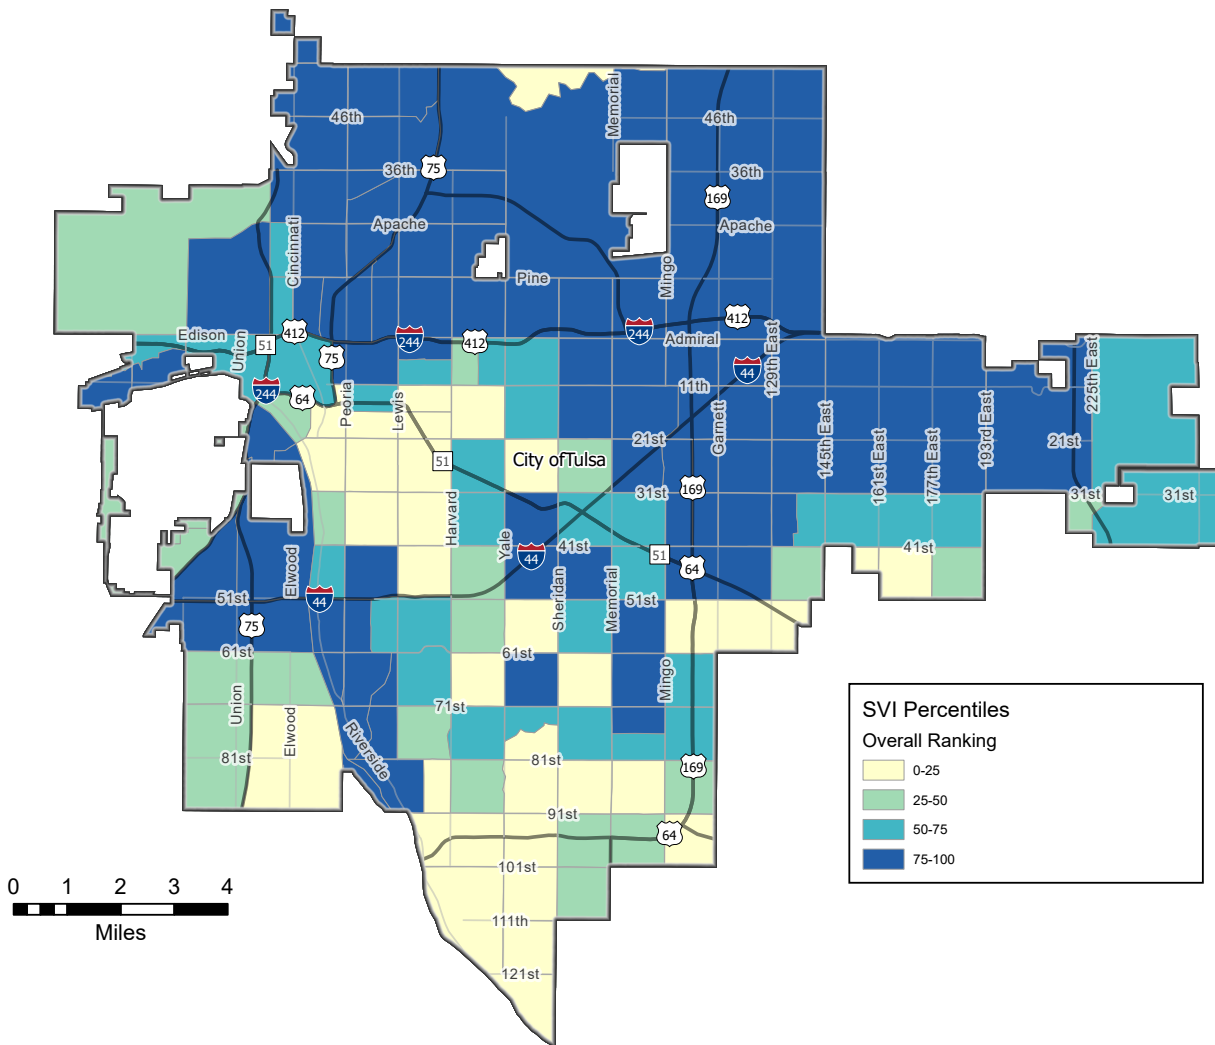 46th
Memorial
46th
36th
75
36th
169
Cincinnati
Apache
Apache
Pine
Mingo
Edison
Union
51
412
75
244
412
244
412
Admiral
129th East
44
244
64
Peoria
Lewis
11th
Garnett
225th East
145th East
161st East
177th East
193rd East
21st
21st
51
City of Tulsa
Harvard
31st
169
31st
31st
Yale
44
41st
51
64
41st
Elwood
51st
44
75
Sheridan
Memorial
51st
61st
61st
Mingo
Union
Elwood
71st
Riverside
81st
81st
169
91st
64
101st
111th
121st
SVI Percentiles
Overall Ranking
0-25
25-50
50-75
75-100
0 1 2 3 4
Miles